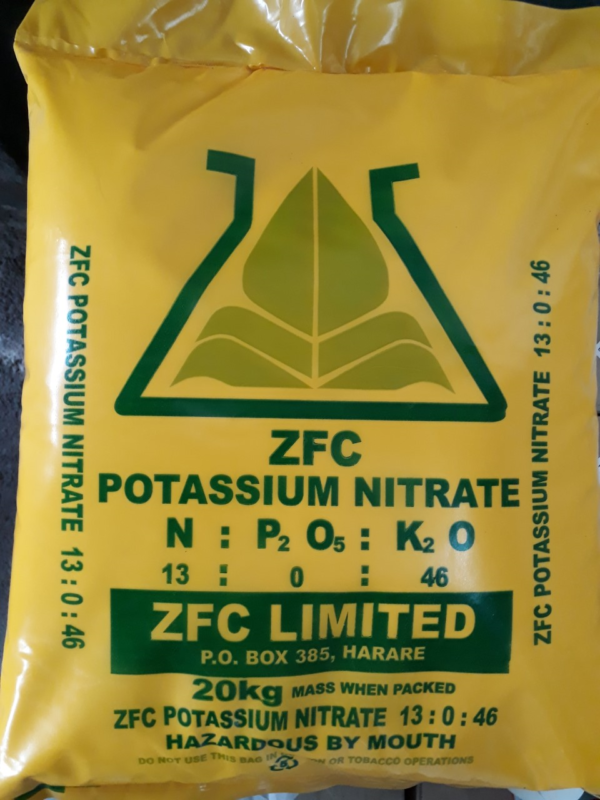 ZFC
POTASSIUM NITRATE
N : P₂ O₅ : K₂ O
13 : 0 : 46
ZFC LIMITED
P.O. BOX 385, HARARE
20kg MASS WHEN PACKED
ZFC POTASSIUM NITRATE 13 : 0 : 46
HAZARDOUS BY MOUTH
DO NOT USE THIS BAG IN OR TOBACCO OPERATIONS
ZFC POTASSIUM NITRATE 13 : 0 : 46
ZFC POTASSIUM NITRATE 13 : 0 : 46